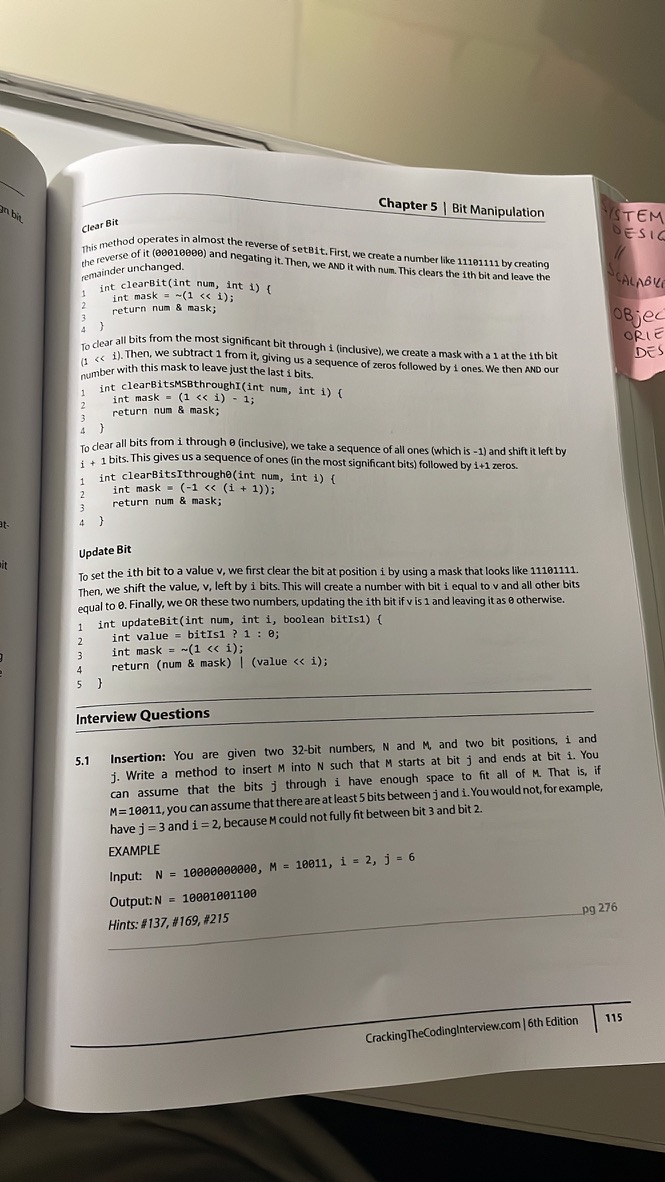 gn bit.
Chapter 5 | Bit Manipulation
Clear Bit
This method operates in almost the reverse of setBit. First, we create a number like 11101111 by creating
the reverse of it (00010000) and negating it. Then, we AND it with num. This clears the ith bit and leave the
remainder unchanged.
1 int clearBit(int num, int i) {
2 int mask = ~(1 << i);
3 return num & mask;
4 }
To clear all bits from the most significant bit through i (inclusive), we create a mask with a 1 at the ith bit
(1 << i). Then, we subtract 1 from it, giving us a sequence of zeros followed by i ones. We then AND our
number with this mask to leave just the last i bits.
1 int clearBitsMSBthroughI(int num, int i) {
2 int mask = (1 << i) - 1;
3 return num & mask;
4 }
To clear all bits from i through 0 (inclusive), we take a sequence of all ones (which is -1) and shift it left by
i + 1 bits. This gives us a sequence of ones (in the most significant bits) followed by i+1 zeros.
1 int clearBitsIthrough0(int num, int i) {
2 int mask = (-1 << (i + 1));
3 return num & mask;
4 }
Update Bit
To set the ith bit to a value v, we first clear the bit at position i by using a mask that looks like 11101111.
Then, we shift the value, v, left by i bits. This will create a number with bit i equal to v and all other bits
equal to 0. Finally, we OR these two numbers, updating the ith bit if v is 1 and leaving it as 0 otherwise.
1 int updateBit(int num, int i, boolean bitIs1) {
2 int value = bitIs1 ? 1 : 0;
3 int mask = ~(1 << i);
4 return (num & mask) | (value << i);
5 }
Interview Questions
5.1 Insertion: You are given two 32-bit numbers, N and M, and two bit positions, i and
j. Write a method to insert M into N such that M starts at bit j and ends at bit i. You
can assume that the bits j through i have enough space to fit all of M. That is, if
M=10011, you can assume that there are at least 5 bits between j and i. You would not, for example,
have j = 3 and i = 2, because M could not fully fit between bit 3 and bit 2.
EXAMPLE
Input: N = 10000000000, M = 10011, i = 2, j = 6
Output: N = 10001001100
Hints: #137, #169, #215
pg 276
CrackingTheCodingInterview.com | 6th Edition 115
SYSTEM
DESIG
//
SCALABIL
OBjec
ORIE
DES